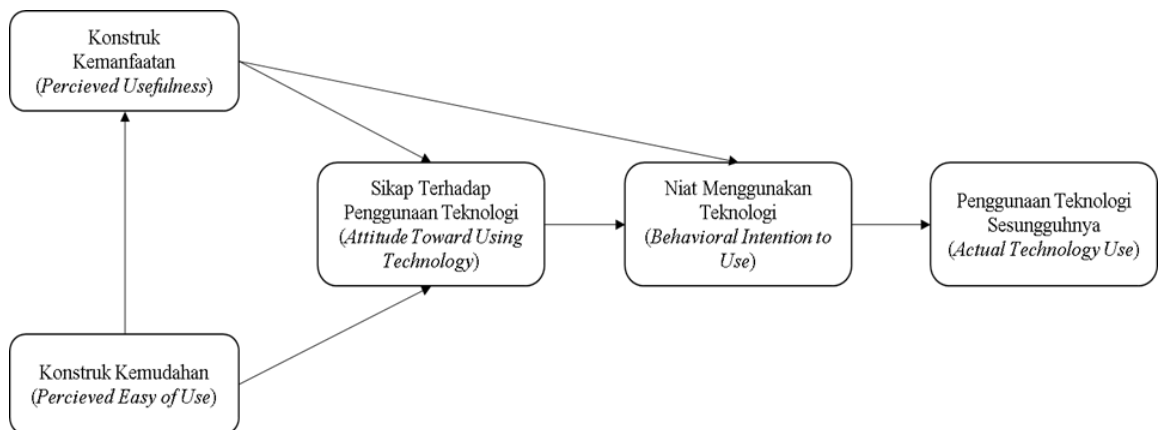 Konstruk
Kemanfaatan
(Percieved Usefulness)
Sikap Terhadap
Penggunaan Teknologi
(Attitude Toward Using
Technology)
Niat Menggunakan
Teknologi
(Behavioral Intention to
Use)
Penggunaan Teknologi
Sesungguhnya
(Actual Technology Use)
Konstruk Kemudahan
(Percieved Easy of Use)